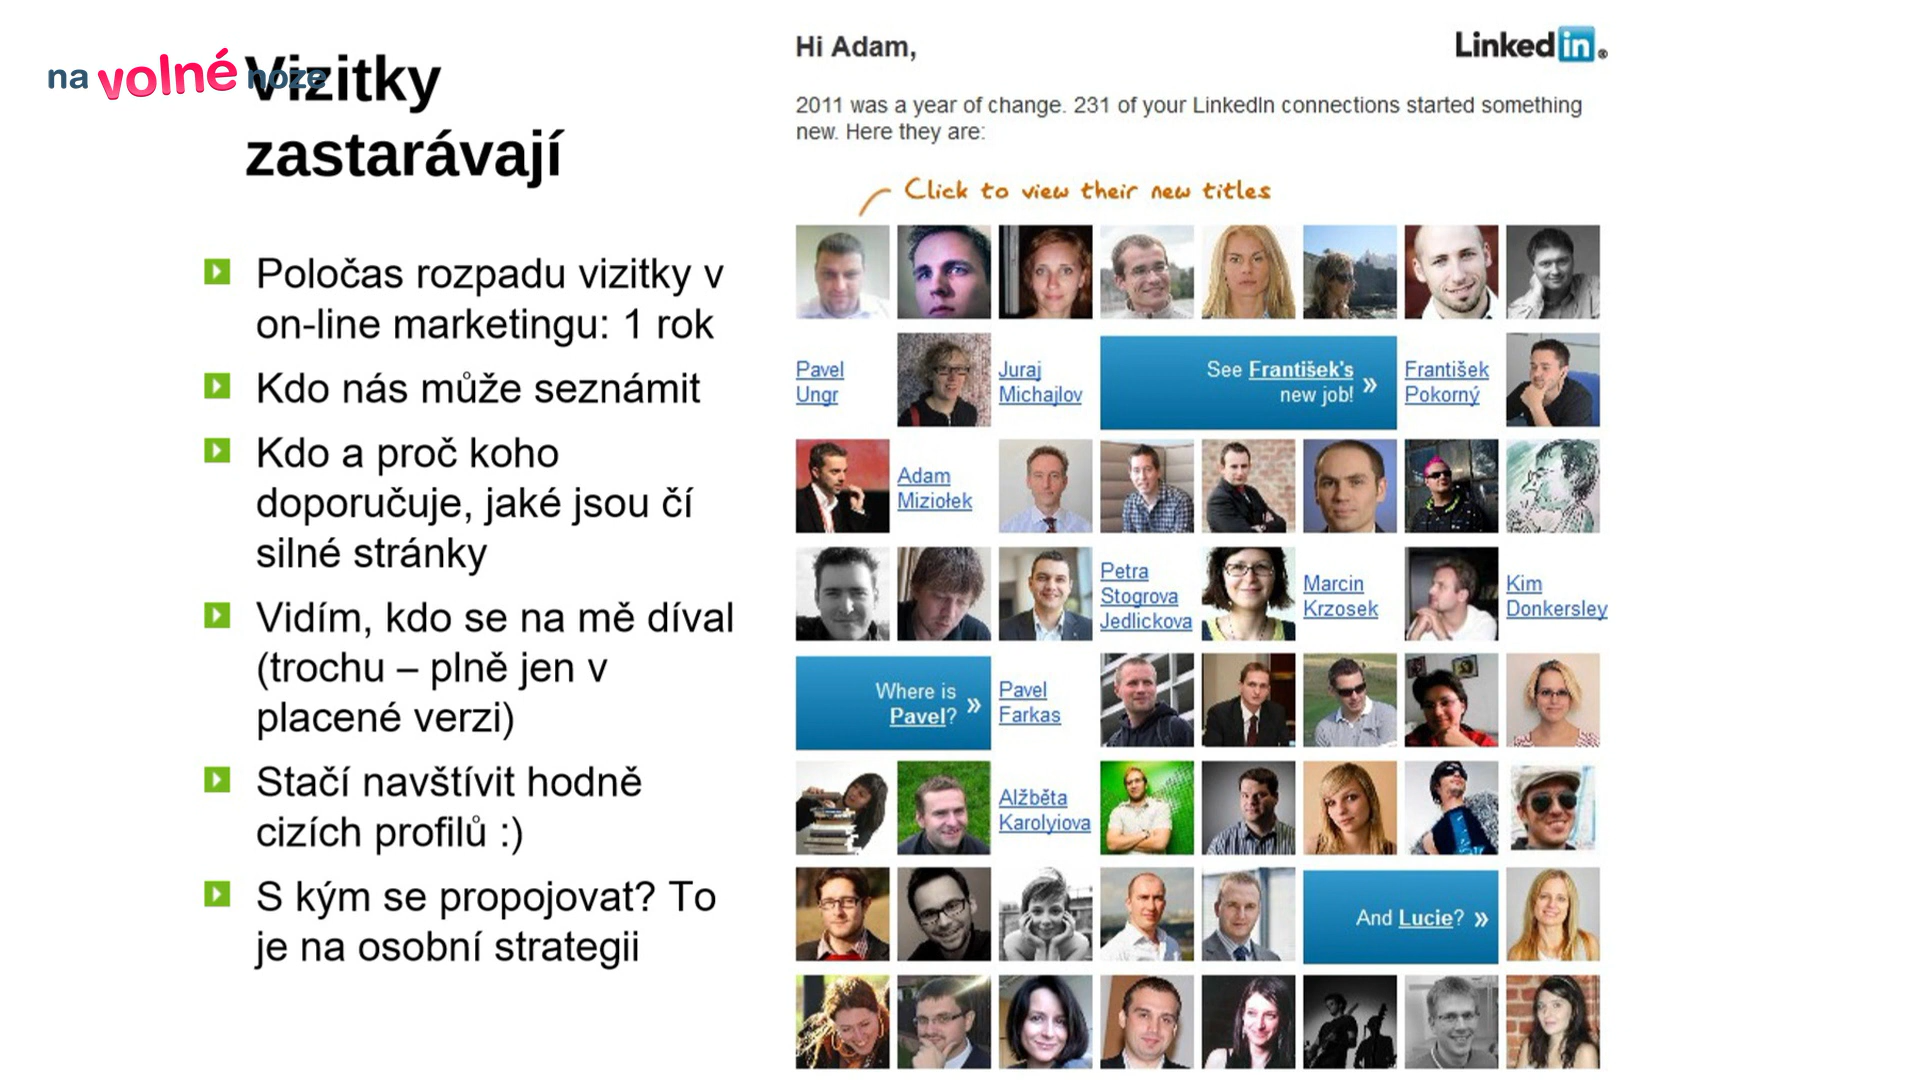 na volné noze
Vizitky
zastarávají
Poločas rozpadu vizitky v
on-line marketingu: 1 rok
Kdo nás může seznámit
Kdo a proč koho
doporučuje, jaké jsou čí
silné stránky
Vidím, kdo se na mě díval
(trochu – plně jen v
placené verzi)
Stačí navštívit hodně
cizích profilů :)
S kým se propojovat? To
je na osobní strategii
Hi Adam,
LinkedIn®
2011 was a year of change. 231 of your LinkedIn connections started something
new. Here they are:
Click to view their new titles
Pavel
Ungr
Juraj
Michajlov
See František's
new job! »
František
Pokorný
Adam
Miziołek
Petra
Stogrova
Jedlickova
Marcin
Krzosek
Kim
Donkersley
Where is
Pavel? »
Pavel
Farkas
Alžběta
Karolyiova
And Lucie? »